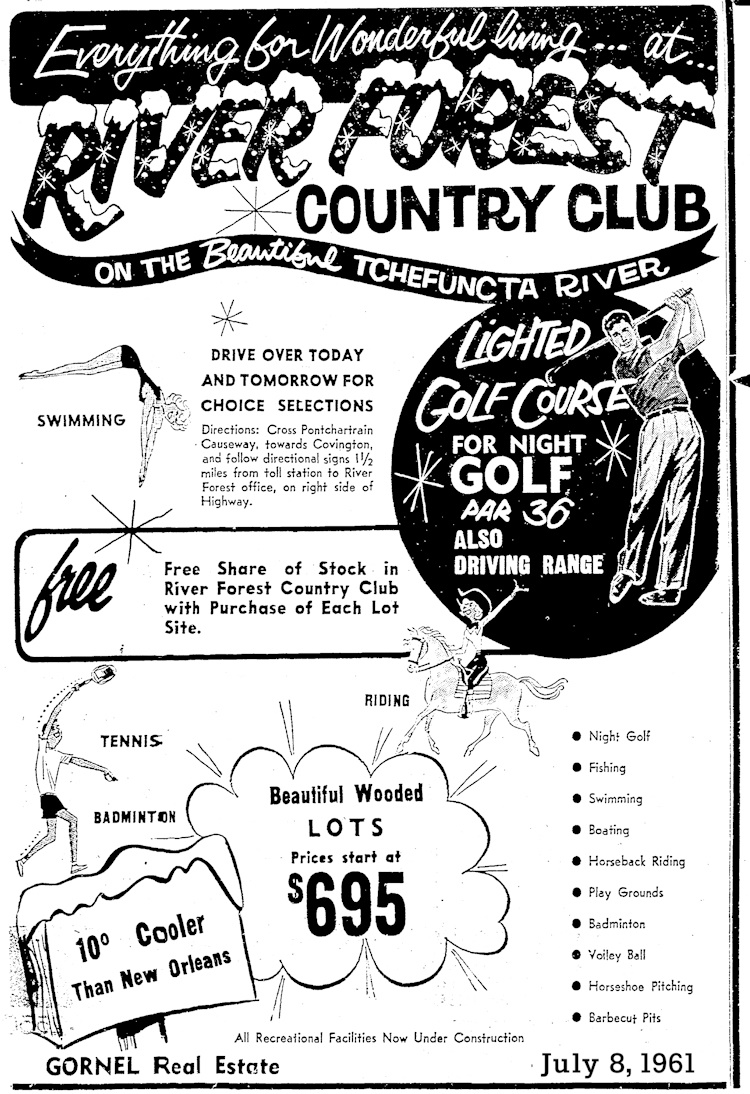 Everything for Wonderful living ... at...
RIVER FOREST
COUNTRY CLUB
ON THE Beautiful TCHEFUNCTA RIVER
SWIMMING
DRIVE OVER TODAY
AND TOMORROW FOR
CHOICE SELECTIONS
Directions: Cross Pontchartrain
Causeway, towards Covington,
and follow directional signs 1½
miles from toll station to River
Forest office, on right side of
Highway.
LIGHTED
GOLF COURSE
FOR NIGHT
GOLF
PAR 36
ALSO
DRIVING RANGE
free
Free Share of Stock in
River Forest Country Club
with Purchase of Each Lot
Site.
RIDING
TENNIS
BADMINTON
Beautiful Wooded
LOTS
Prices start at
$695
10° Cooler
Than New Orleans
● Night Golf
● Fishing
● Swimming
● Boating
● Horseback Riding
● Play Grounds
● Badminton
● Volley Ball
● Horseshoe Pitching
● Barbecut Pits
All Recreational Facilities Now Under Construction
GORNEL Real Estate
July 8, 1961